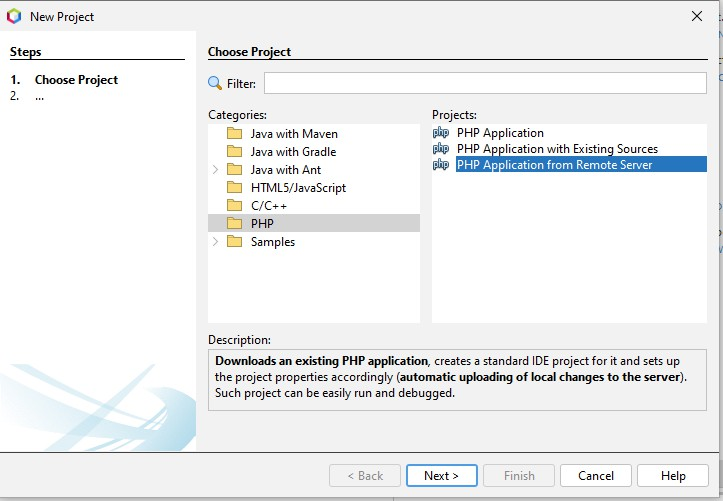 New Project
Steps
1. Choose Project
2. ...
Choose Project
Filter:
Categories:
Java with Maven
Java with Gradle
Java with Ant
HTML5/JavaScript
C/C++
PHP
Samples
Projects:
php PHP Application
php PHP Application with Existing Sources
php PHP Application from Remote Server
Description:
Downloads an existing PHP application, creates a standard IDE project for it and sets up
the project properties accordingly (automatic uploading of local changes to the server).
Such project can be easily run and debugged.
< Back
Next >
Finish
Cancel
Help